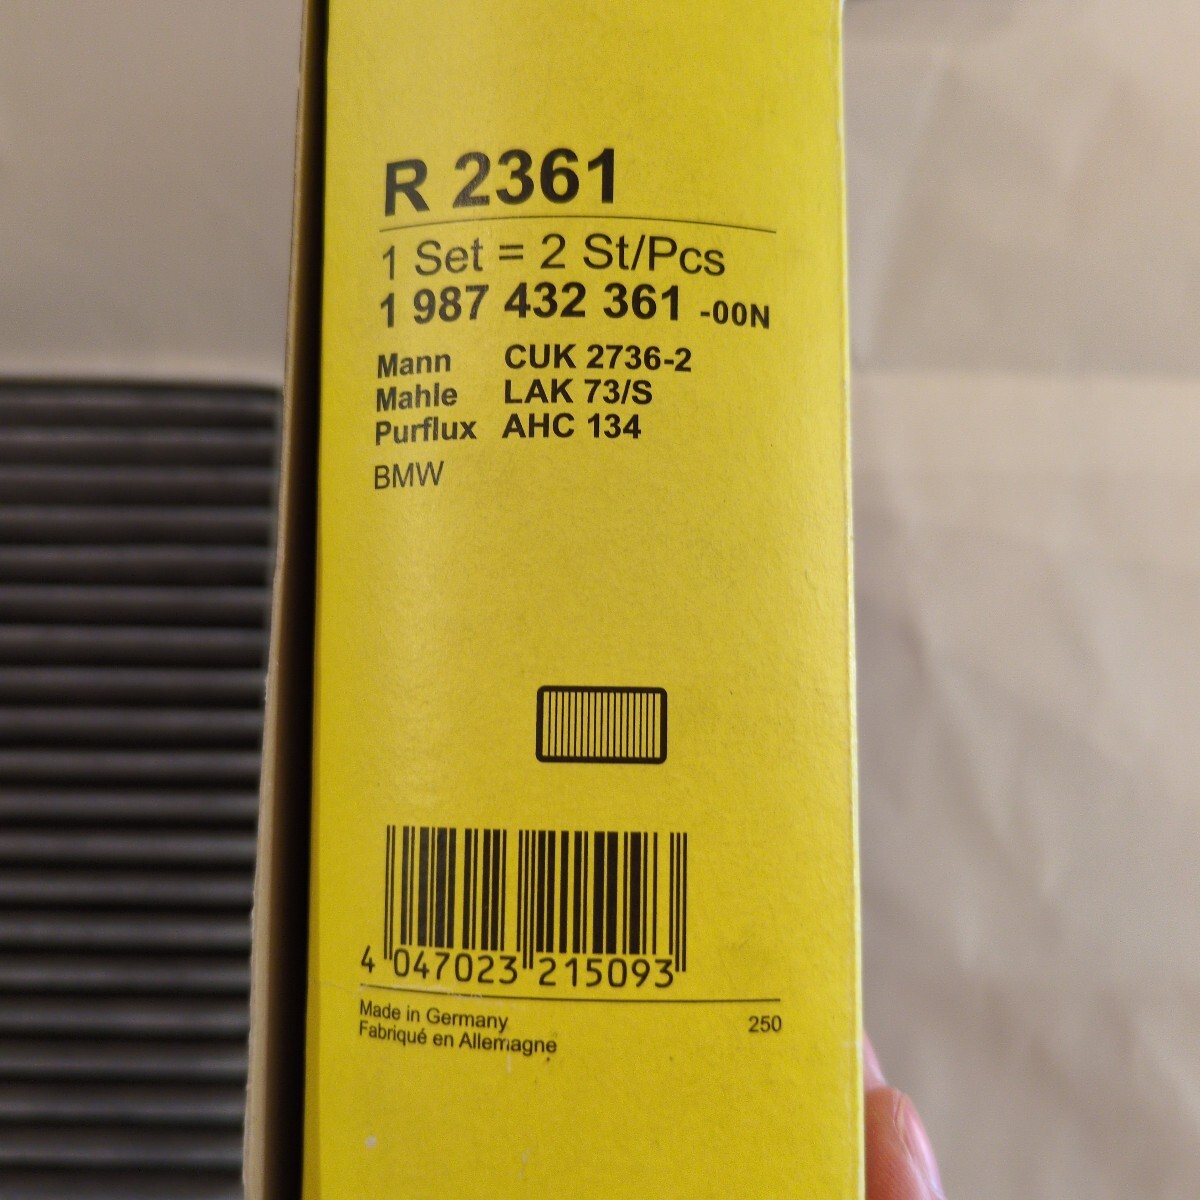 R 2361
1 Set = 2 St/Pcs
1 987 432 361 -00N
Mann CUK 2736-2
Mahle LAK 73/S
Purflux AHC 134
BMW
4 047023 215093
Made in Germany
Fabriqué en Allemagne
250